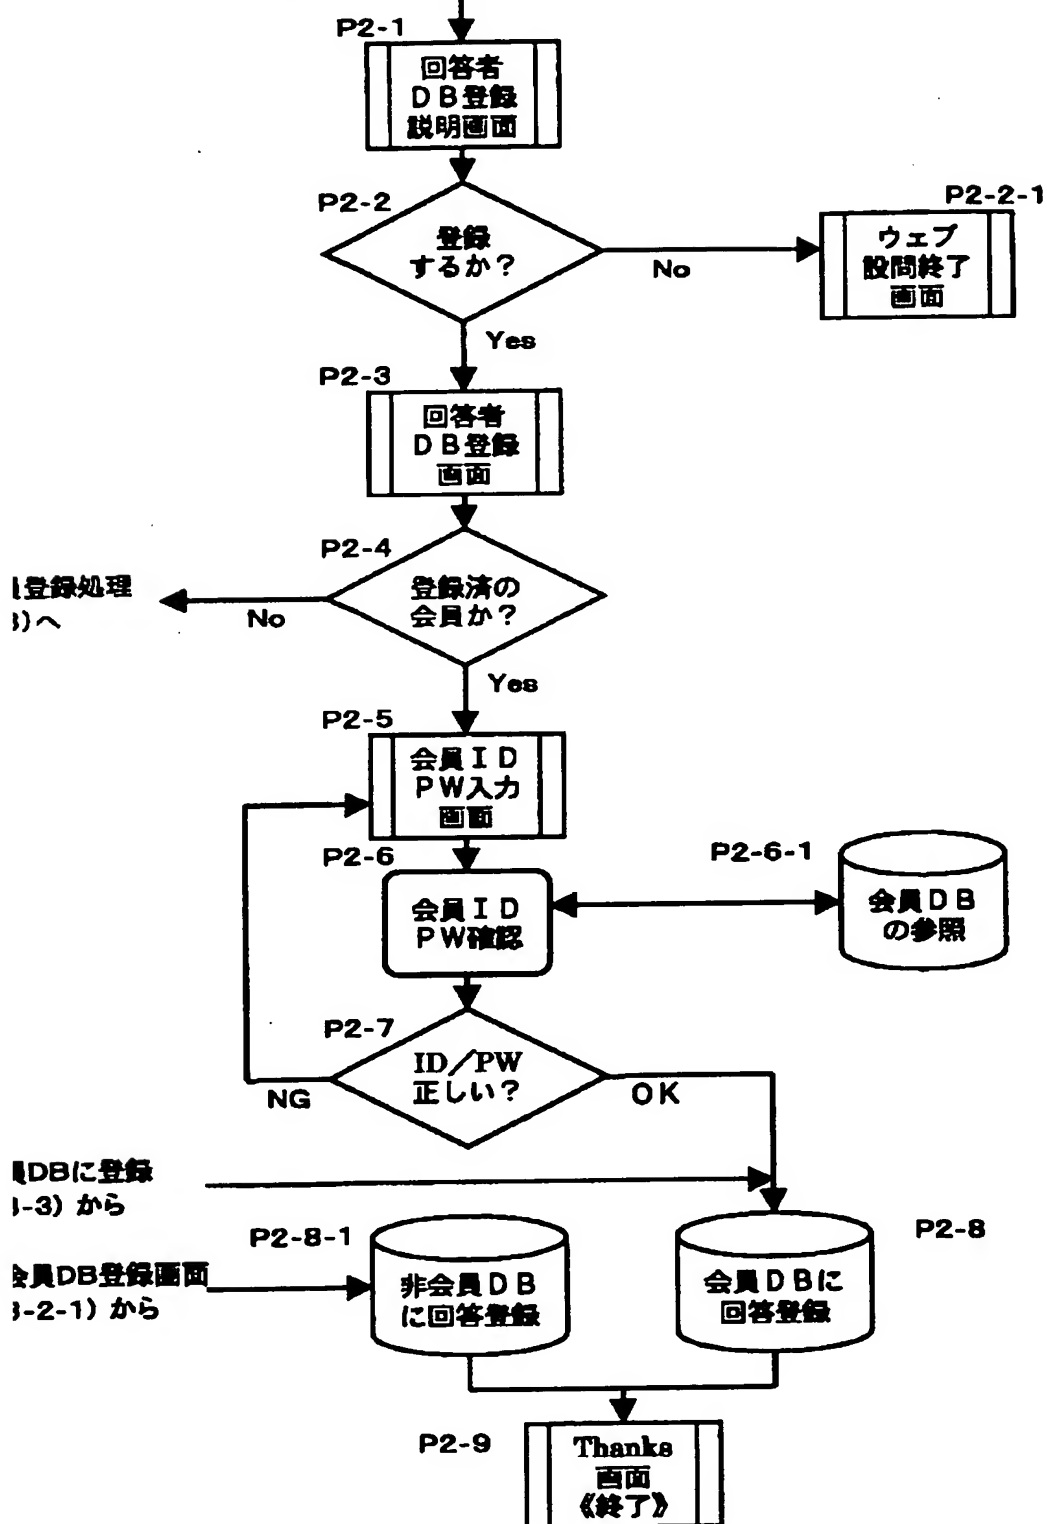 P2-1
回答者
DB登録
説明画面
P2-2
登録
するか?
No
P2-2-1
ウェブ
設問終了
画面
Yes
P2-3
回答者
DB登録
画面
P2-4
登録済の
会員か?
No
登録処理
)へ
Yes
P2-5
会員ID
PW入力
画面
P2-6
会員ID
PW確認
P2-6-1
会員DB
の参照
P2-7
ID/PW
正しい?
NG
OK
員DBに登録
-3)から
P2-8-1
非会員DB
に回答登録
P2-8
会員DBに
回答登録
会員DB登録画面
-2-1)から
P2-9
Thanks
画面
《終了》